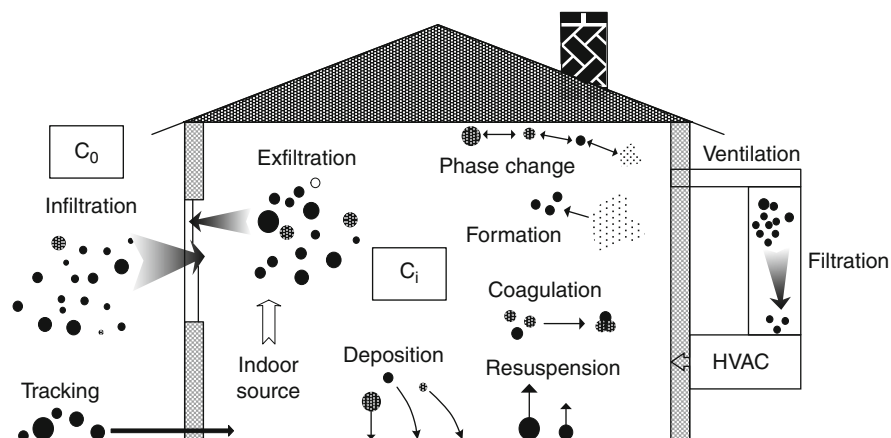 C0
Infiltration
Exfiltration
Phase change
Ventilation
Formation
Filtration
Ci
Coagulation
Indoor
source
Deposition
Resuspension
HVAC
Tracking